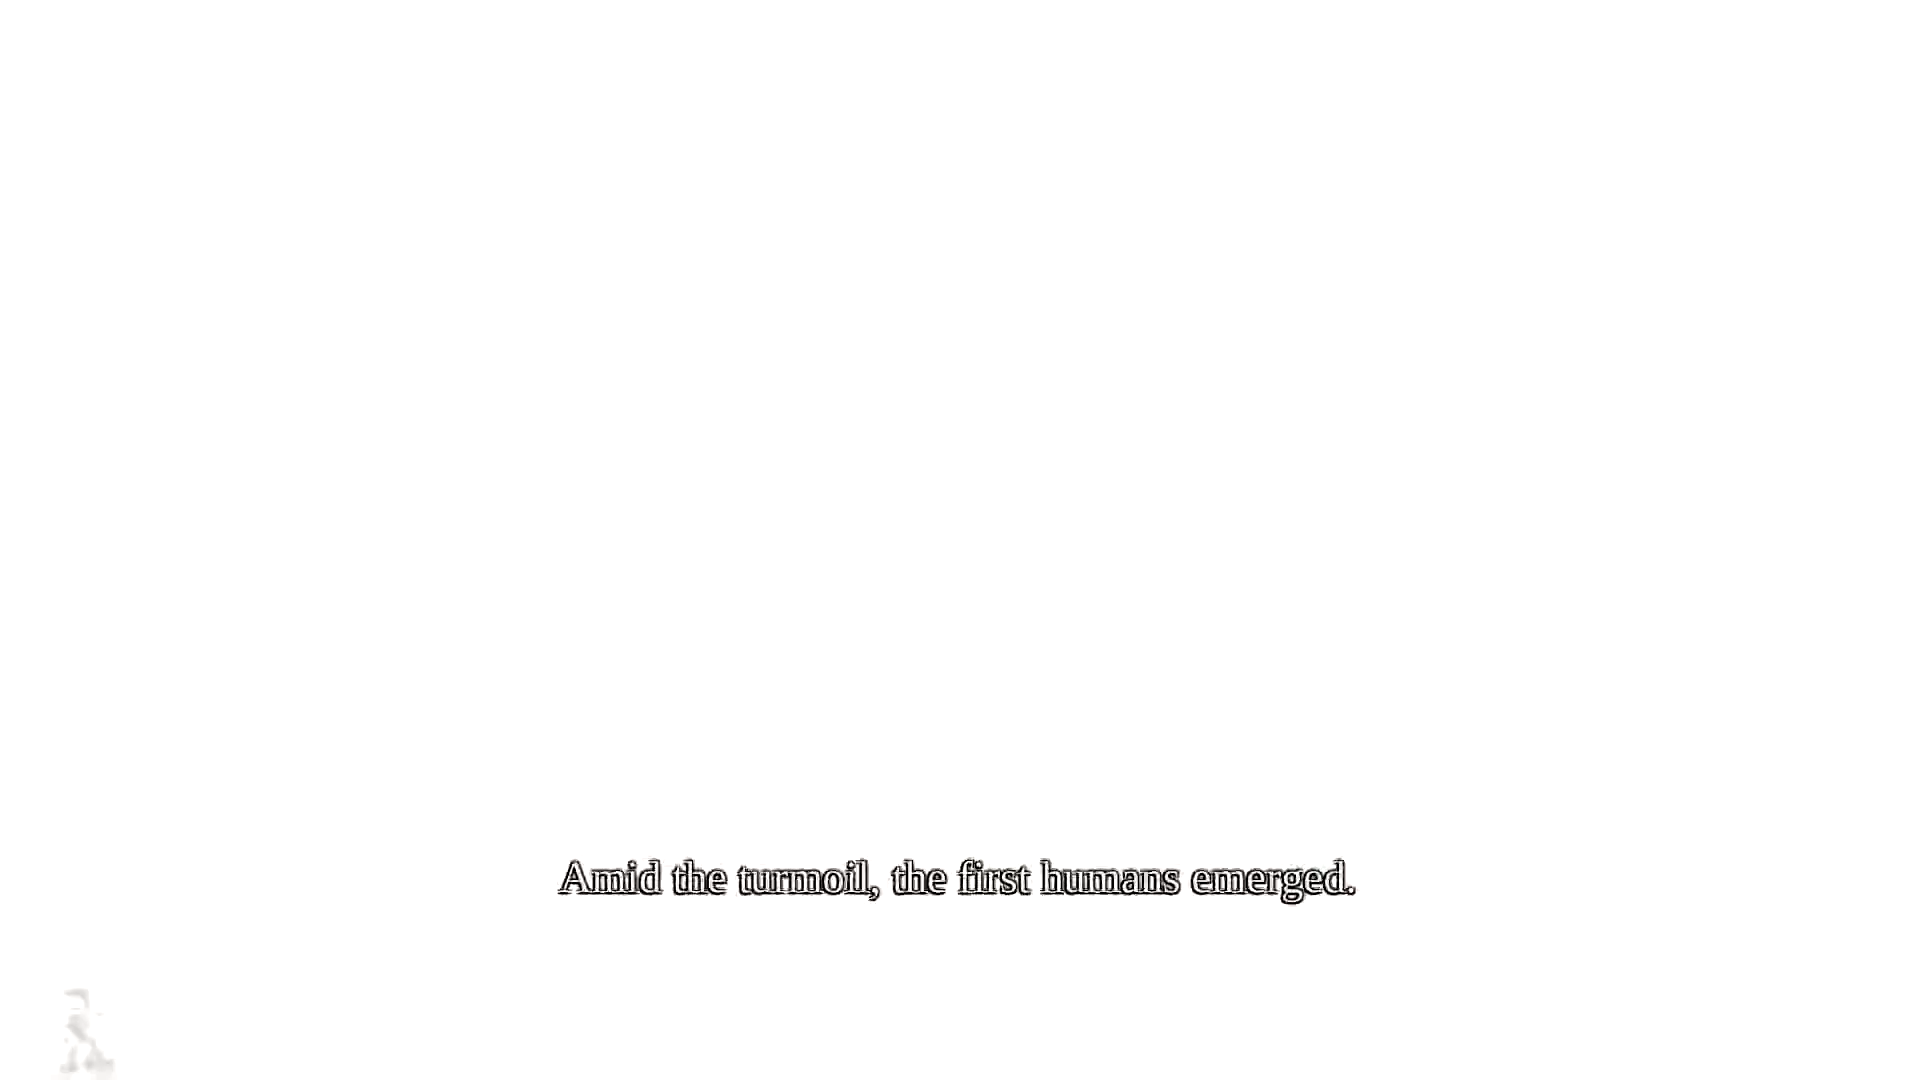 Amid the turmoil, the first humans emerged.